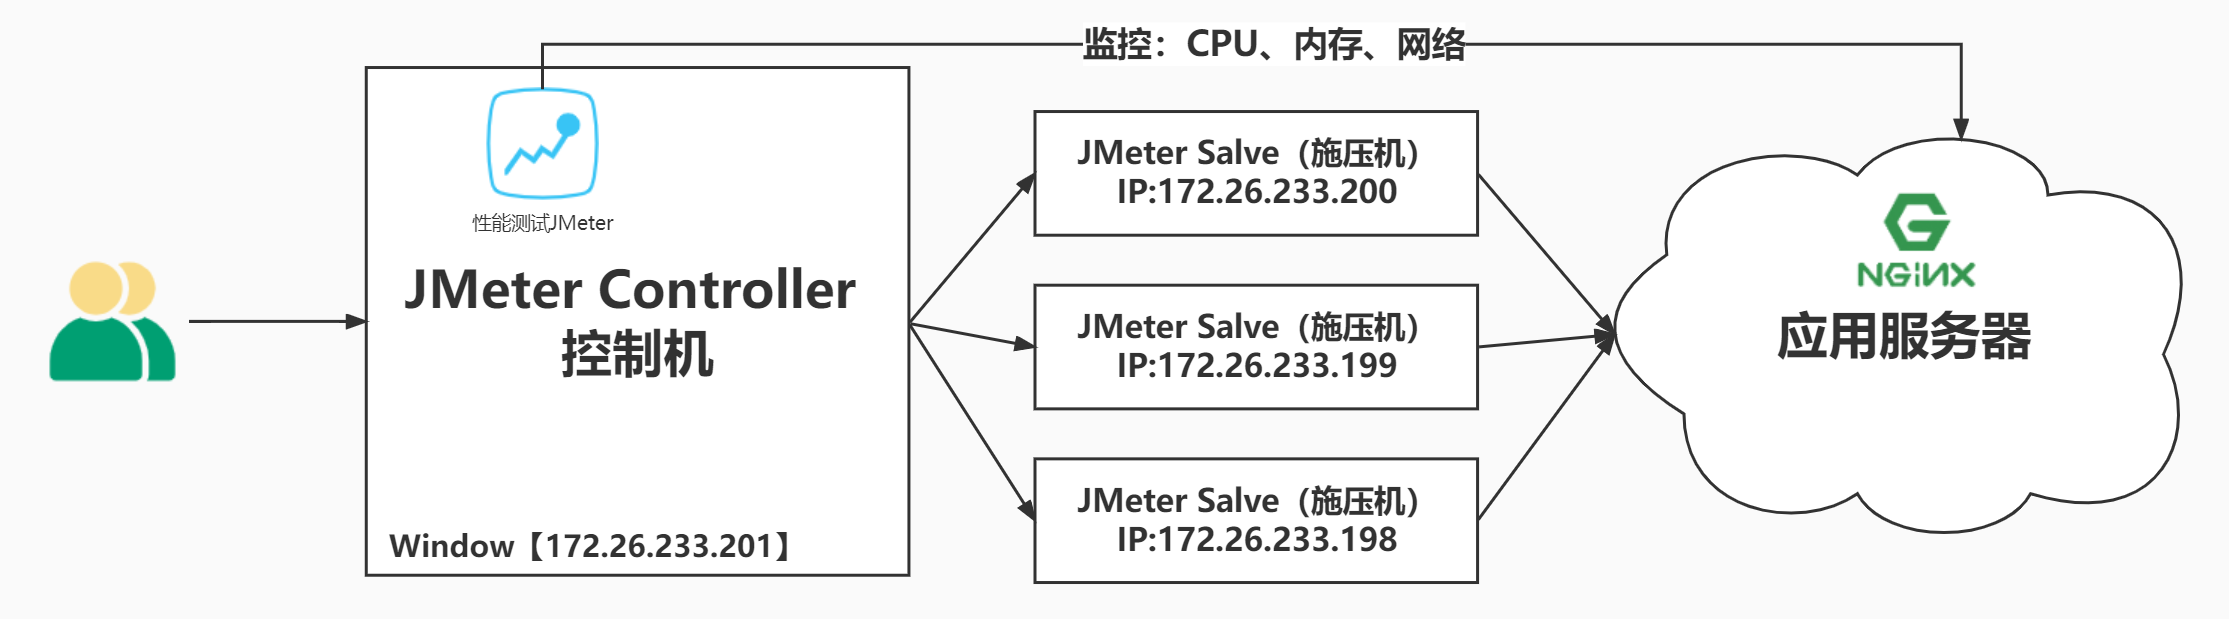 监控：CPU、内存、网络
性能测试JMeter
JMeter Controller
控制机
Window【172.26.233.201】
JMeter Salve（施压机）
IP:172.26.233.200
JMeter Salve（施压机）
IP:172.26.233.199
JMeter Salve（施压机）
IP:172.26.233.198
NGiNX
应用服务器